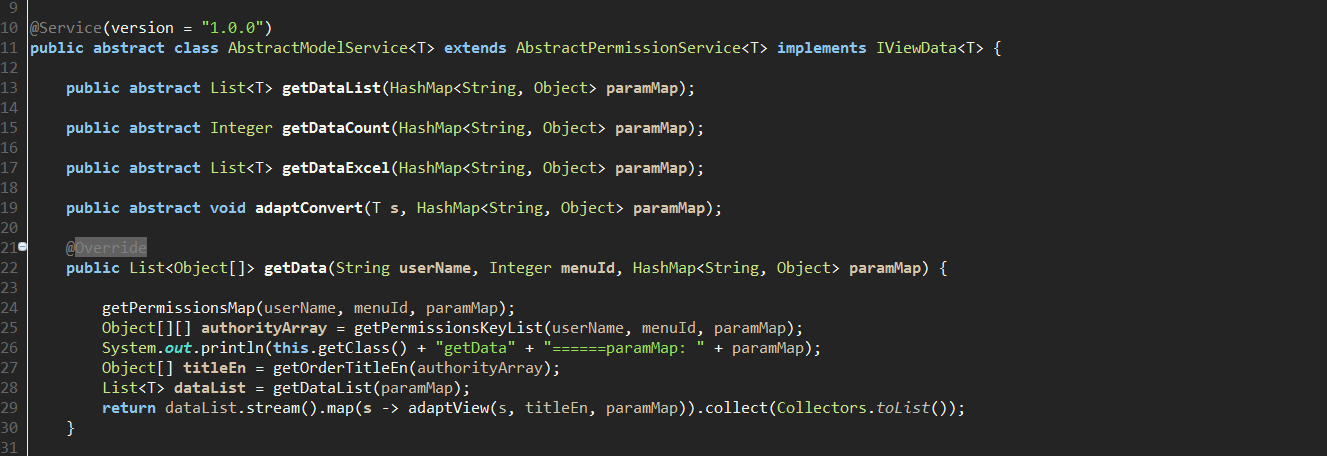 9
10 @Service(version = "1.0.0")
11 public abstract class AbstractModelService<T> extends AbstractPermissionService<T> implements IViewData<T> {
12
13     public abstract List<T> getDataList(HashMap<String, Object> paramMap);
14
15     public abstract Integer getDataCount(HashMap<String, Object> paramMap);
16
17     public abstract List<T> getDataExcel(HashMap<String, Object> paramMap);
18
19     public abstract void adaptConvert(T s, HashMap<String, Object> paramMap);
20
21     @Override
22     public List<Object[]> getData(String userName, Integer menuId, HashMap<String, Object> paramMap) {
23
24         getPermissionsMap(userName, menuId, paramMap);
25         Object[][] authorityArray = getPermissionsKeyList(userName, menuId, paramMap);
26         System.out.println(this.getClass() + "getData" + "======paramMap: " + paramMap);
27         Object[] titleEn = getOrderTitleEn(authorityArray);
28         List<T> dataList = getDataList(paramMap);
29         return dataList.stream().map(s -> adaptView(s, titleEn, paramMap)).collect(Collectors.toList());
30     }
31